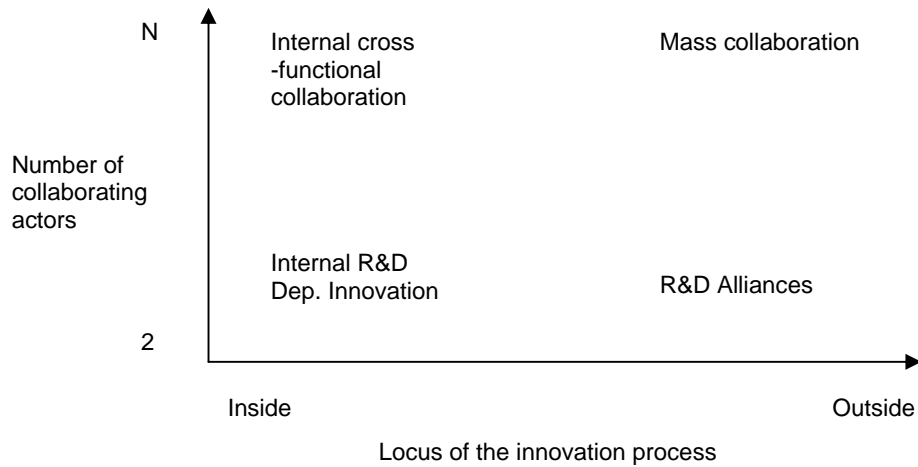 N
Internal cross
-functional
collaboration
Mass collaboration
Number of
collaborating
actors
Internal R&D
Dep. Innovation
R&D Alliances
2
Inside
Outside
Locus of the innovation process